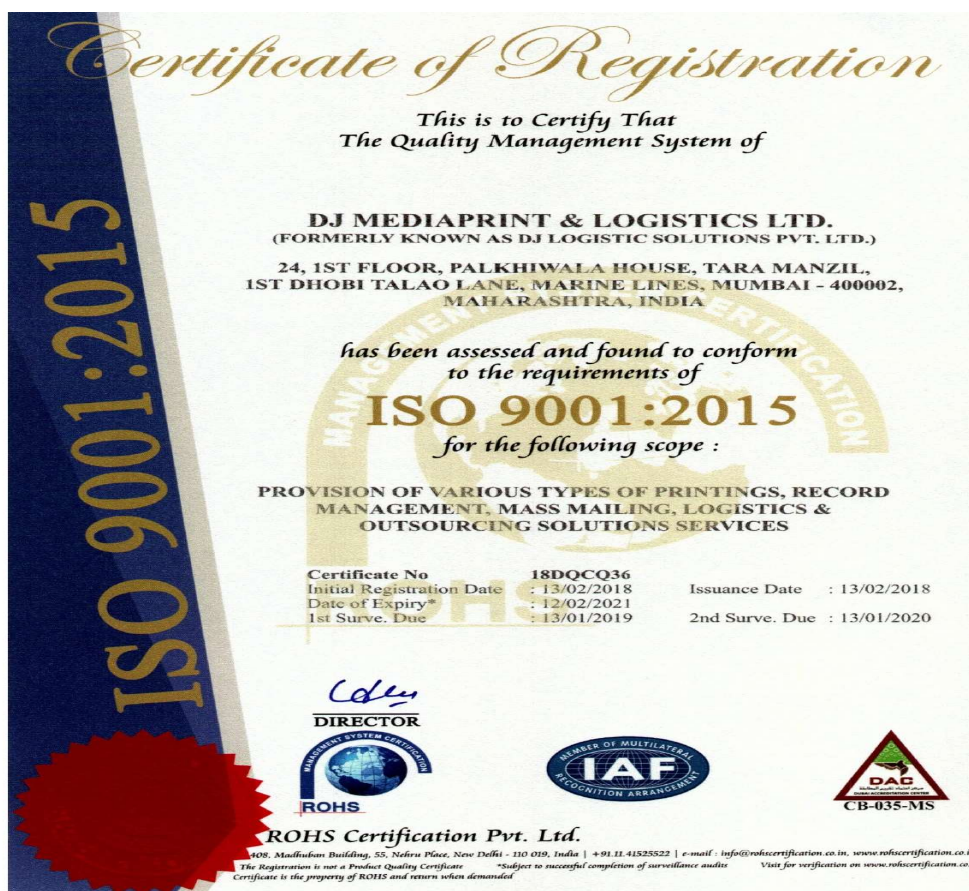 Certificate of Registration
This is to Certify That
The Quality Management System of
DJ MEDIAPRINT & LOGISTICS LTD.
(FORMERLY KNOWN AS DJ LOGISTIC SOLUTIONS PVT. LTD.)
24, 1ST FLOOR, PALKHIWALA HOUSE, TARA MANZIL,
1ST DHOBI TALAO LANE, MARINE LINES, MUMBAI - 400002,
MAHARASHTRA, INDIA
has been assessed and found to conform
to the requirements of
ISO 9001:2015
for the following scope :
PROVISION OF VARIOUS TYPES OF PRINTINGS, RECORD
MANAGEMENT, MASS MAILING, LOGISTICS &
OUTSOURCING SOLUTIONS SERVICES
Certificate No 18DQCQ36
Initial Registration Date : 13/02/2018 Issuance Date : 13/02/2018
Date of Expiry* : 12/02/2021
1st Surve. Due : 13/01/2019 2nd Surve. Due : 13/01/2020
ISO 9001:2015
DIRECTOR
MANAGEMENT SYSTEM CERTIFICATION
ROHS
MEMBER OF MULTILATERAL
IAF
RECOGNITION ARRANGEMENT
DAC
DUBAI ACCREDITATION CENTER
CB-035-MS
ROHS Certification Pvt. Ltd.
408, Madhuban Building, 55, Nehru Place, New Delhi - 110 019, India | +91.11.41525522 | e-mail : info@rohscertification.co.in, www.rohscertification.co.i
The Registration is not a Product Quality Certificate *Subject to successful completion of surveillance audits Visit for verification on www.rohscertification.co.
Certificate is the property of ROHS and return when demanded